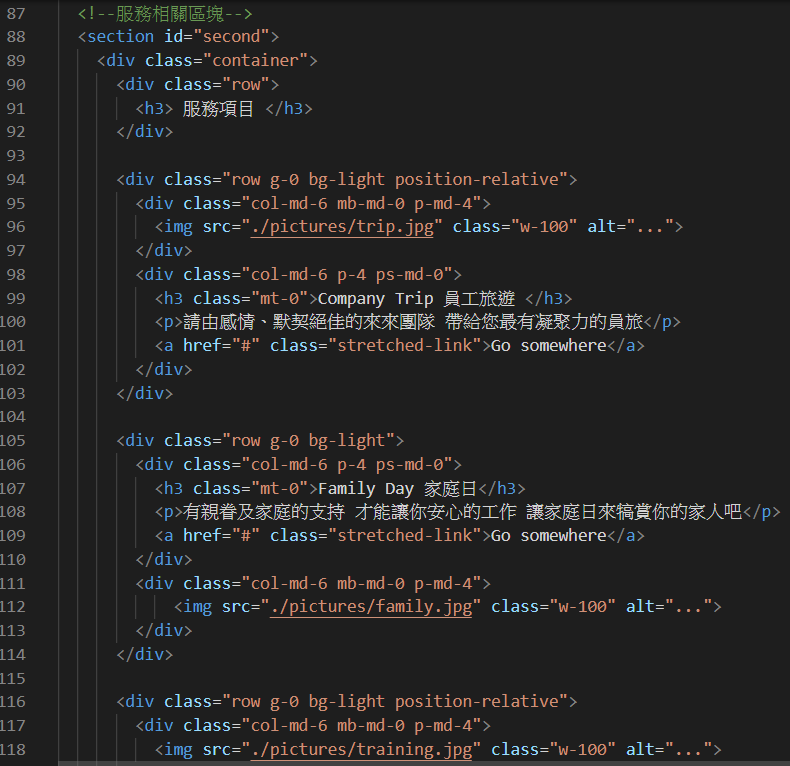 87 <!--服務相關區塊-->
88 <section id="second">
89 <div class="container">
90 <div class="row">
91 <h3> 服務項目 </h3>
92 </div>
93
94 <div class="row g-0 bg-light position-relative">
95 <div class="col-md-6 mb-md-0 p-md-4">
96 <img src="./pictures/trip.jpg" class="w-100" alt="...">
97 </div>
98 <div class="col-md-6 p-4 ps-md-0">
99 <h3 class="mt-0">Company Trip 員工旅遊 </h3>
100 <p>請由感情、默契絕佳的來來團隊 帶給您最有凝聚力的員旅</p>
101 <a href="#" class="stretched-link">Go somewhere</a>
102 </div>
103 </div>
104
105 <div class="row g-0 bg-light">
106 <div class="col-md-6 p-4 ps-md-0">
107 <h3 class="mt-0">Family Day 家庭日</h3>
108 <p>有親眷及家庭的支持 才能讓你安心的工作 讓家庭日來犒賞你的家人吧</p>
109 <a href="#" class="stretched-link">Go somewhere</a>
110 </div>
111 <div class="col-md-6 mb-md-0 p-md-4">
112 <img src="./pictures/family.jpg" class="w-100" alt="...">
113 </div>
114 </div>
115
116 <div class="row g-0 bg-light position-relative">
117 <div class="col-md-6 mb-md-0 p-md-4">
118 <img src="./pictures/training.jpg" class="w-100" alt="...">